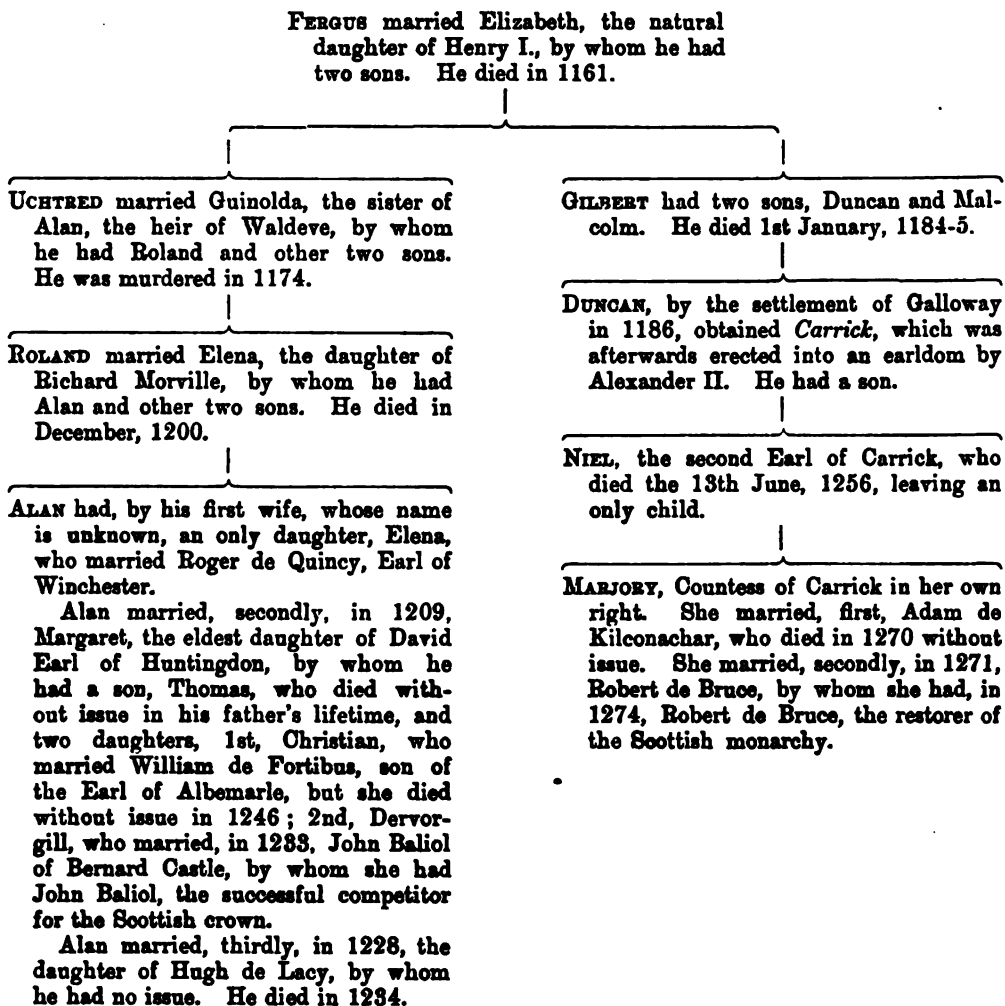 FERGUS married Elizabeth, the natural
daughter of Henry I., by whom he had
two sons. He died in 1161.
UCHTRED married Guinolda, the sister of
Alan, the heir of Waldeve, by whom
he had Roland and other two sons.
He was murdered in 1174.
ROLAND married Elena, the daughter of
Richard Morville, by whom he had
Alan and other two sons. He died in
December, 1200.
ALAN had, by his first wife, whose name
is unknown, an only daughter, Elena,
who married Roger de Quincy, Earl of
Winchester.
Alan married, secondly, in 1209,
Margaret, the eldest daughter of David
Earl of Huntingdon, by whom he
had a son, Thomas, who died with-
out issue in his father's lifetime, and
two daughters, 1st, Christian, who
married William de Fortibus, son of
the Earl of Albemarle, but she died
without issue in 1246; 2nd, Dervor-
gill, who married, in 1233, John Baliol
of Bernard Castle, by whom she had
John Baliol, the successful competitor
for the Scottish crown.
Alan married, thirdly, in 1228, the
daughter of Hugh de Lacy, by whom
he had no issue. He died in 1234.
GILBERT had two sons, Duncan and Mal-
colm. He died 1st January, 1184-5.
DUNCAN, by the settlement of Galloway
in 1186, obtained Carrick, which was
afterwards erected into an earldom by
Alexander II. He had a son.
NIEL, the second Earl of Carrick, who
died the 13th June, 1256, leaving an
only child.
MARJORY, Countess of Carrick in her own
right. She married, first, Adam de
Kilconachar, who died in 1270 without
issue. She married, secondly, in 1271,
Robert de Bruce, by whom she had, in
1274, Robert de Bruce, the restorer of
the Scottish monarchy.